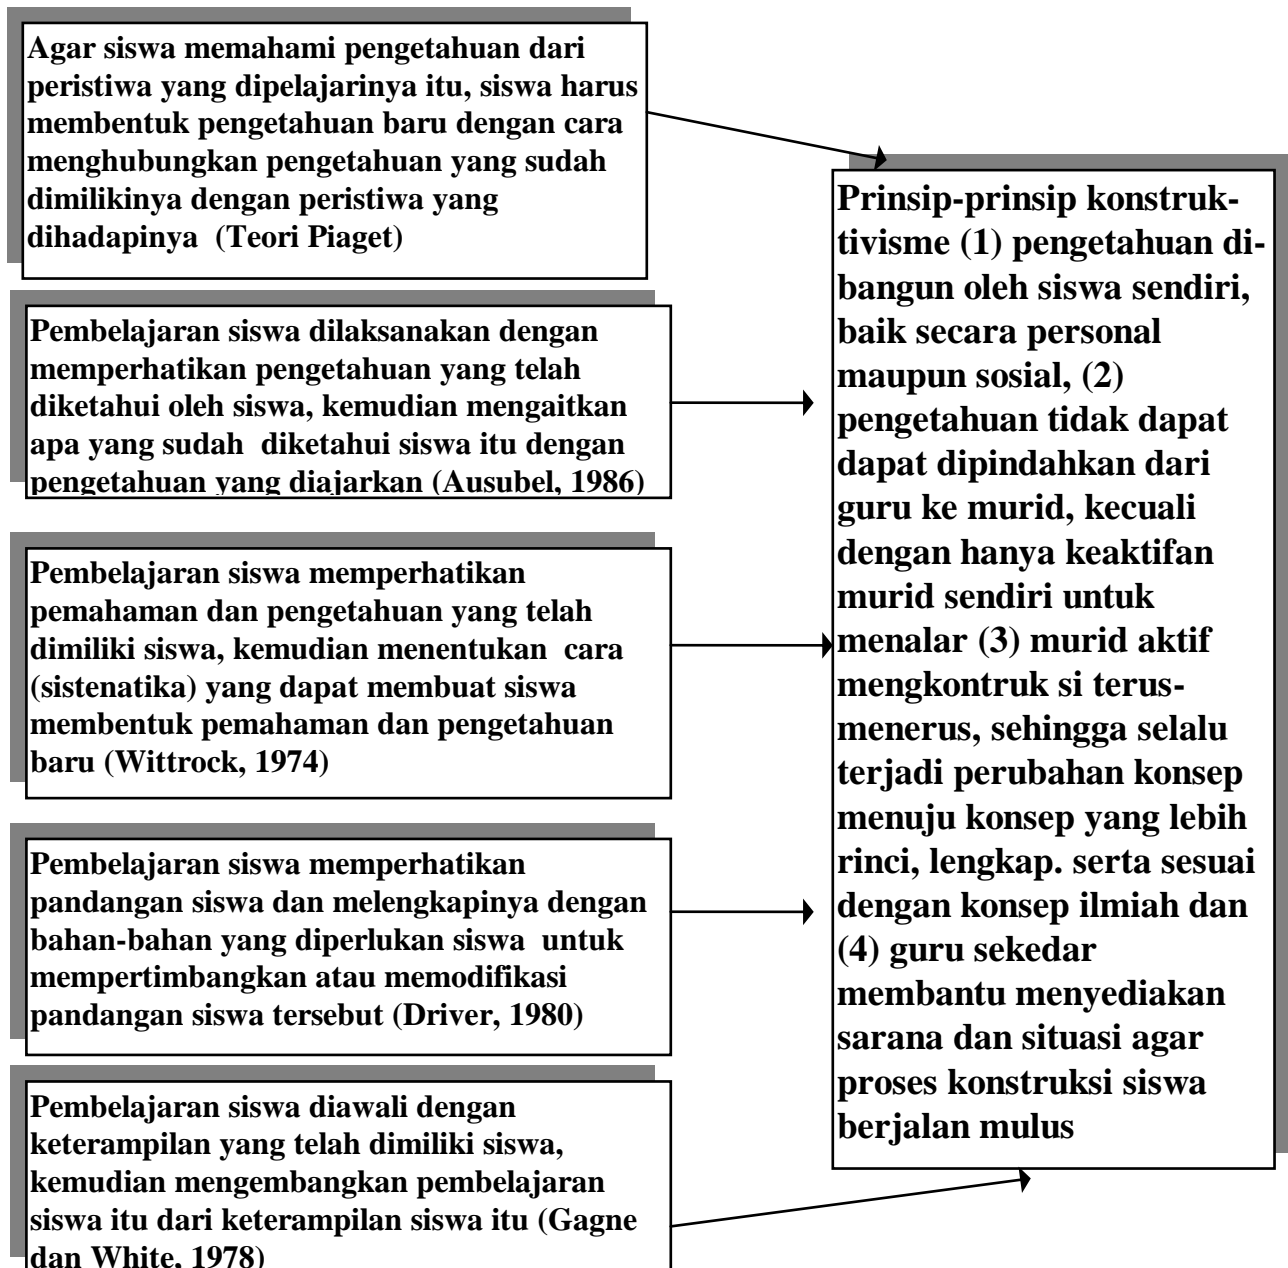 Agar siswa memahami pengetahuan dari
peristiwa yang dipelajarinya itu, siswa harus
membentuk pengetahuan baru dengan cara
menghubungkan pengetahuan yang sudah
dimilikinya dengan peristiwa yang
dihadapinya  (Teori Piaget)
Pembelajaran siswa dilaksanakan dengan
memperhatikan pengetahuan yang telah
diketahui oleh siswa, kemudian mengaitkan
apa yang sudah  diketahui siswa itu dengan
pengetahuan yang diajarkan (Ausubel, 1986)
Pembelajaran siswa memperhatikan
pemahaman dan pengetahuan yang telah
dimiliki siswa, kemudian menentukan  cara
(sistenatika) yang dapat membuat siswa
membentuk pemahaman dan pengetahuan
baru (Wittrock, 1974)
Pembelajaran siswa memperhatikan
pandangan siswa dan melengkapinya dengan
bahan-bahan yang diperlukan siswa  untuk
mempertimbangkan atau memodifikasi
pandangan siswa tersebut (Driver, 1980)
Pembelajaran siswa diawali dengan
keterampilan yang telah dimiliki siswa,
kemudian mengembangkan pembelajaran
siswa itu dari keterampilan siswa itu (Gagne
dan White, 1978)
Prinsip-prinsip konstruk-
tivisme (1) pengetahuan di-
bangun oleh siswa sendiri,
baik secara personal
maupun sosial, (2)
pengetahuan tidak dapat
dapat dipindahkan dari
guru ke murid, kecuali
dengan hanya keaktifan
murid sendiri untuk
menalar (3) murid aktif
mengkontruk si terus-
menerus, sehingga selalu
terjadi perubahan konsep
menuju konsep yang lebih
rinci, lengkap. serta sesuai
dengan konsep ilmiah dan
(4) guru sekedar
membantu menyediakan
sarana dan situasi agar
proses konstruksi siswa
berjalan mulus